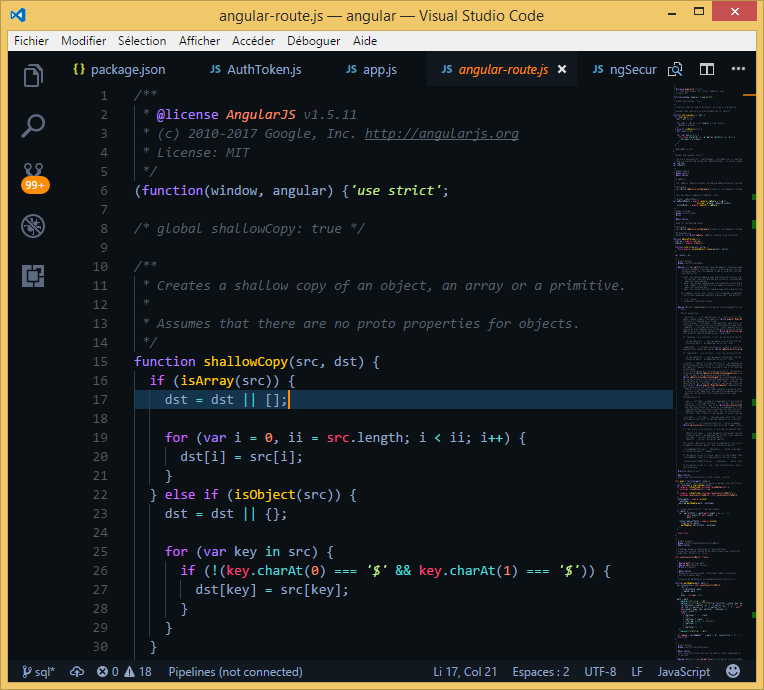 angular-route.js — angular — Visual Studio Code
Fichier Modifier Sélection Afficher Accéder Déboguer Aide
{} package.json JS AuthToken.js JS app.js JS angular-route.js × JS ngSecur •••
1 /**
2  * @license AngularJS v1.5.11
3  * (c) 2010-2017 Google, Inc. http://angularjs.org
4  * License: MIT
5  */
6 (function(window, angular) {'use strict';
7
8 /* global shallowCopy: true */
9
10 /**
11  * Creates a shallow copy of an object, an array or a primitive.
12  *
13  * Assumes that there are no proto properties for objects.
14  */
15 function shallowCopy(src, dst) {
16   if (isArray(src)) {
17     dst = dst || [];
18
19     for (var i = 0, ii = src.length; i < ii; i++) {
20       dst[i] = src[i];
21     }
22   } else if (isObject(src)) {
23     dst = dst || {};
24
25     for (var key in src) {
26       if (!(key.charAt(0) === '$' && key.charAt(1) === '$')) {
27         dst[key] = src[key];
28       }
29     }
30   }
99+
sql* 0 18 Pipelines (not connected) Li 17, Col 21 Espaces : 2 UTF-8 LF JavaScript